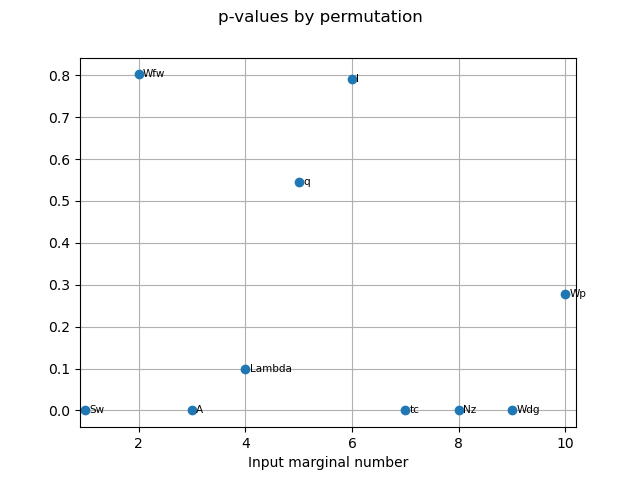 p-values by permutation
0.8
0.7
0.6
0.5
0.4
0.3
0.2
0.1
0.0
Wfw
l
q
Wp
Lambda
Sw
A
tc
Nz
Wdg
2 4 6 8 10
Input marginal number